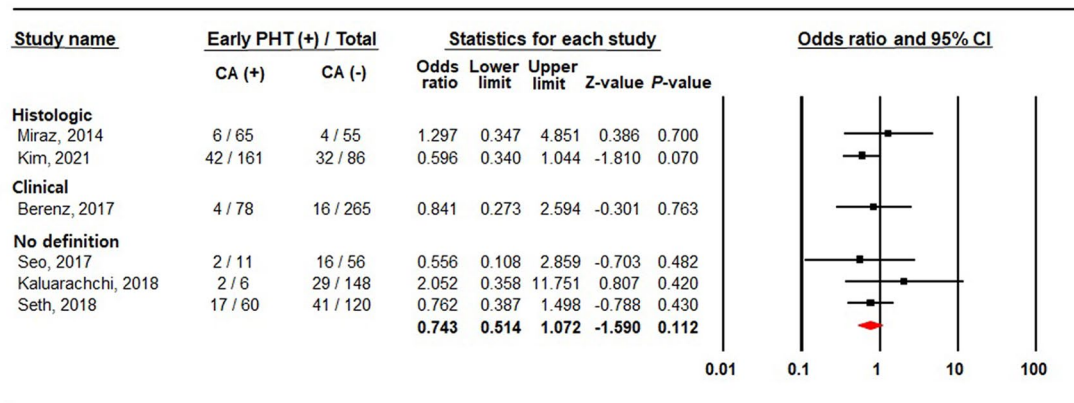 Study name Early PHT (+) / Total Statistics for each study Odds ratio and 95% CI
CA (+) CA (-) Odds ratio Lower limit Upper limit Z-value P-value
Histologic
Miraz, 2014 6 / 65 4 / 55 1.297 0.347 4.851 0.386 0.700
Kim, 2021 42 / 161 32 / 86 0.596 0.340 1.044 -1.810 0.070
Clinical
Berenz, 2017 4 / 78 16 / 265 0.841 0.273 2.594 -0.301 0.763
No definition
Seo, 2017 2 / 11 16 / 56 0.556 0.108 2.859 -0.703 0.482
Kaluarachchi, 2018 2 / 6 29 / 148 2.052 0.358 11.751 0.807 0.420
Seth, 2018 17 / 60 41 / 120 0.762 0.387 1.498 -0.788 0.430
0.743 0.514 1.072 -1.590 0.112
0.01 0.1 1 10 100